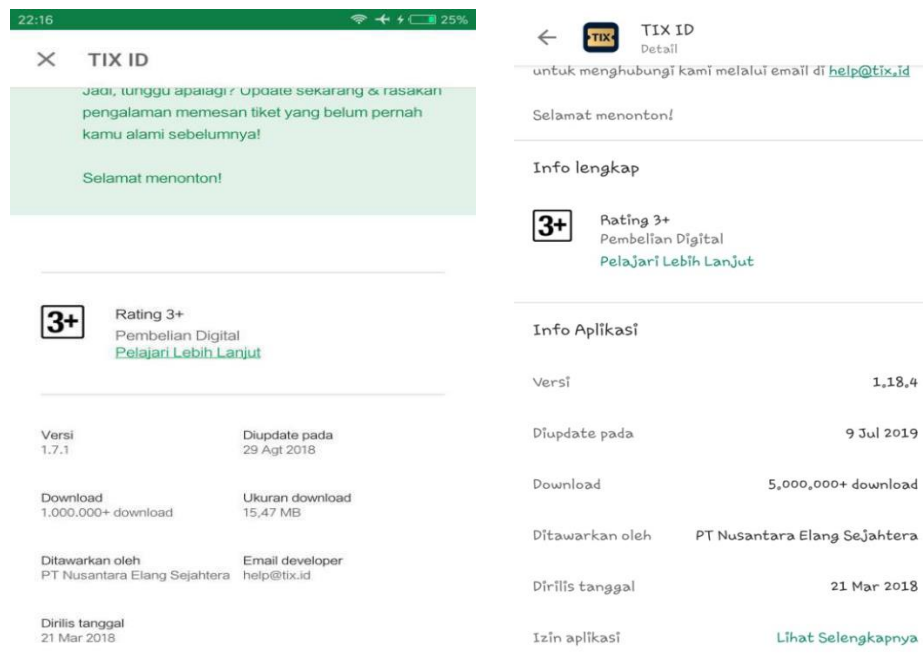 22:16
25%
TIX ID
Jadi, tunggu apalagi? Update sekarang & rasakan
pengalaman memesan tiket yang belum pernah
kamu alami sebelumnya!
Selamat menonton!
3+
Rating 3+
Pembelian Digital
Pelajari Lebih Lanjut
Versi
1.7.1
Diupdate pada
29 Agt 2018
Download
1.000.000+ download
Ukuran download
15,47 MB
Ditawarkan oleh
PT Nusantara Elang Sejahtera
Email developer
help@tix.id
Dirilis tanggal
21 Mar 2018
TIX
TIX ID
Detail
untuk menghubungi kami melalui email di help@tix.id
Selamat menonton!
Info lengkap
3+
Rating 3+
Pembelian Digital
Pelajari Lebih Lanjut
Info Aplikasi
Versi 1.18.4
Diupdate pada 9 Jul 2019
Download 5,000,000+ download
Ditawarkan oleh PT Nusantara Elang Sejahtera
Dirilis tanggal 21 Mar 2018
Izin aplikasi Lihat Selengkapnya